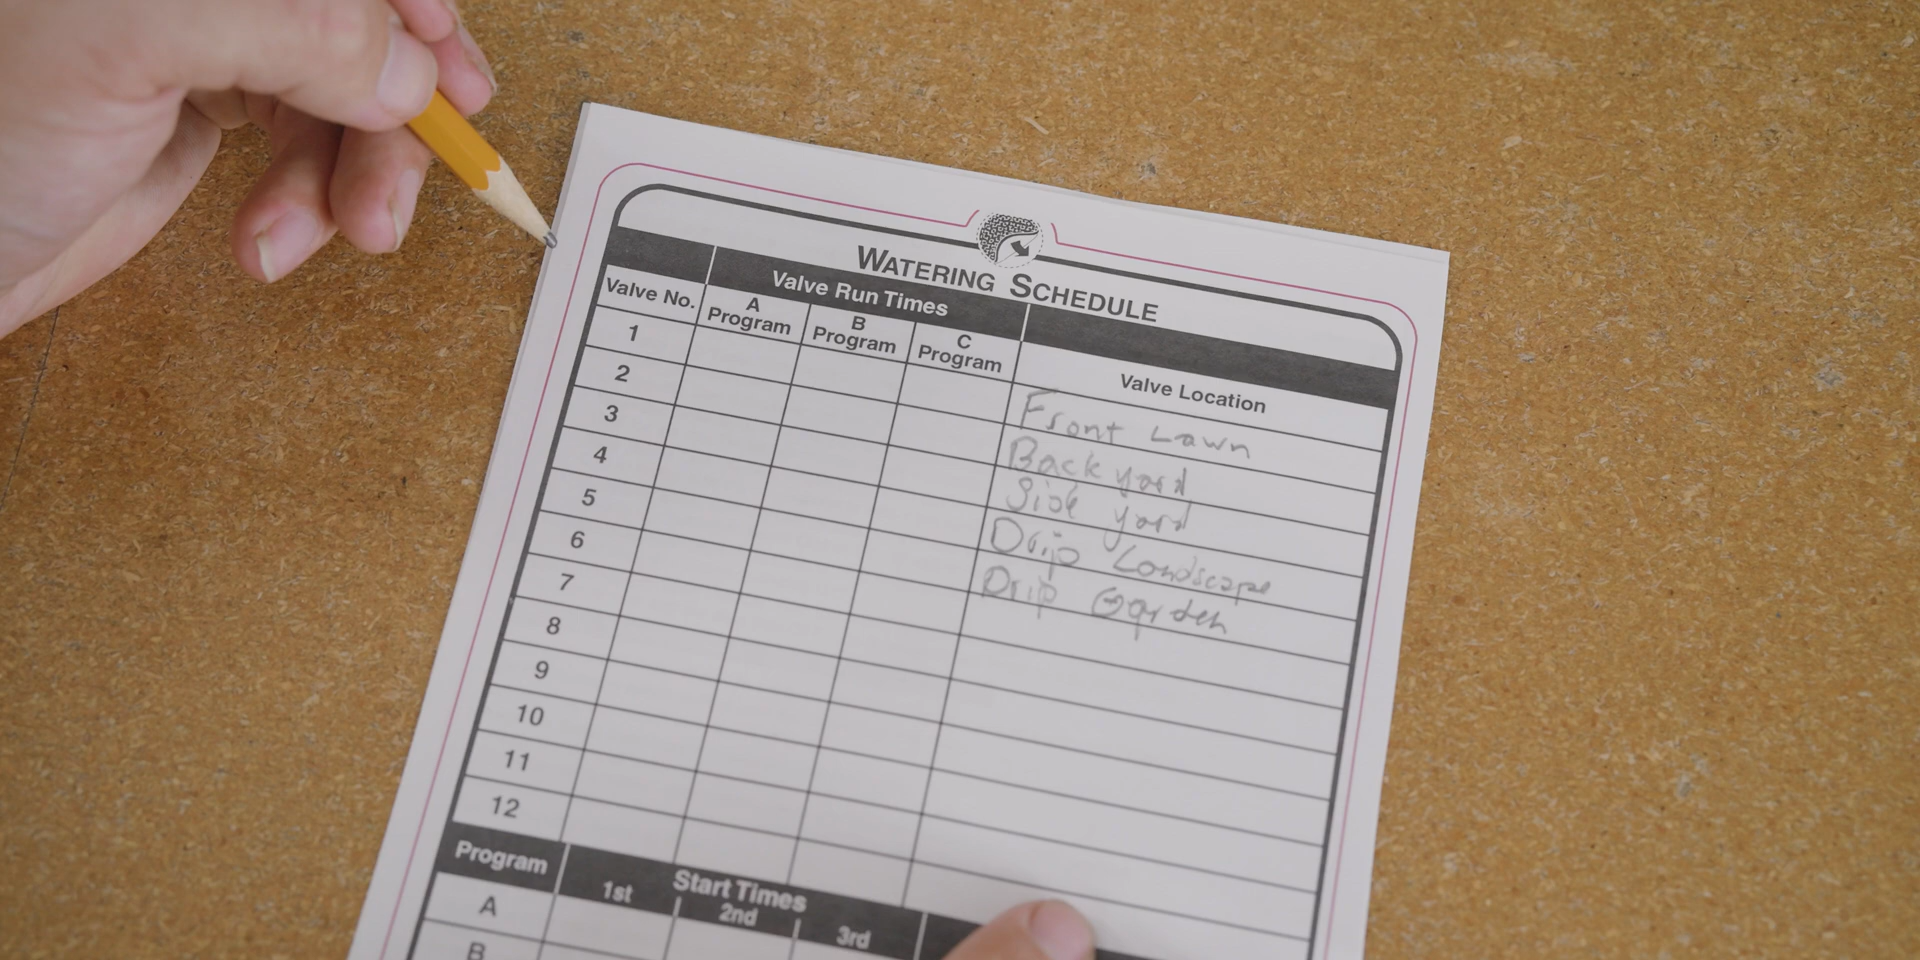 WATERING SCHEDULE
Valve Run Times
Valve No. A Program B Program C Program Valve Location
1 Front Lawn
2 Backyard
3 Side yard
4 Drip Landscape
5 Drip Garden
6
7
8
9
10
11
12
Program Start Times
1st 2nd 3rd
A
B